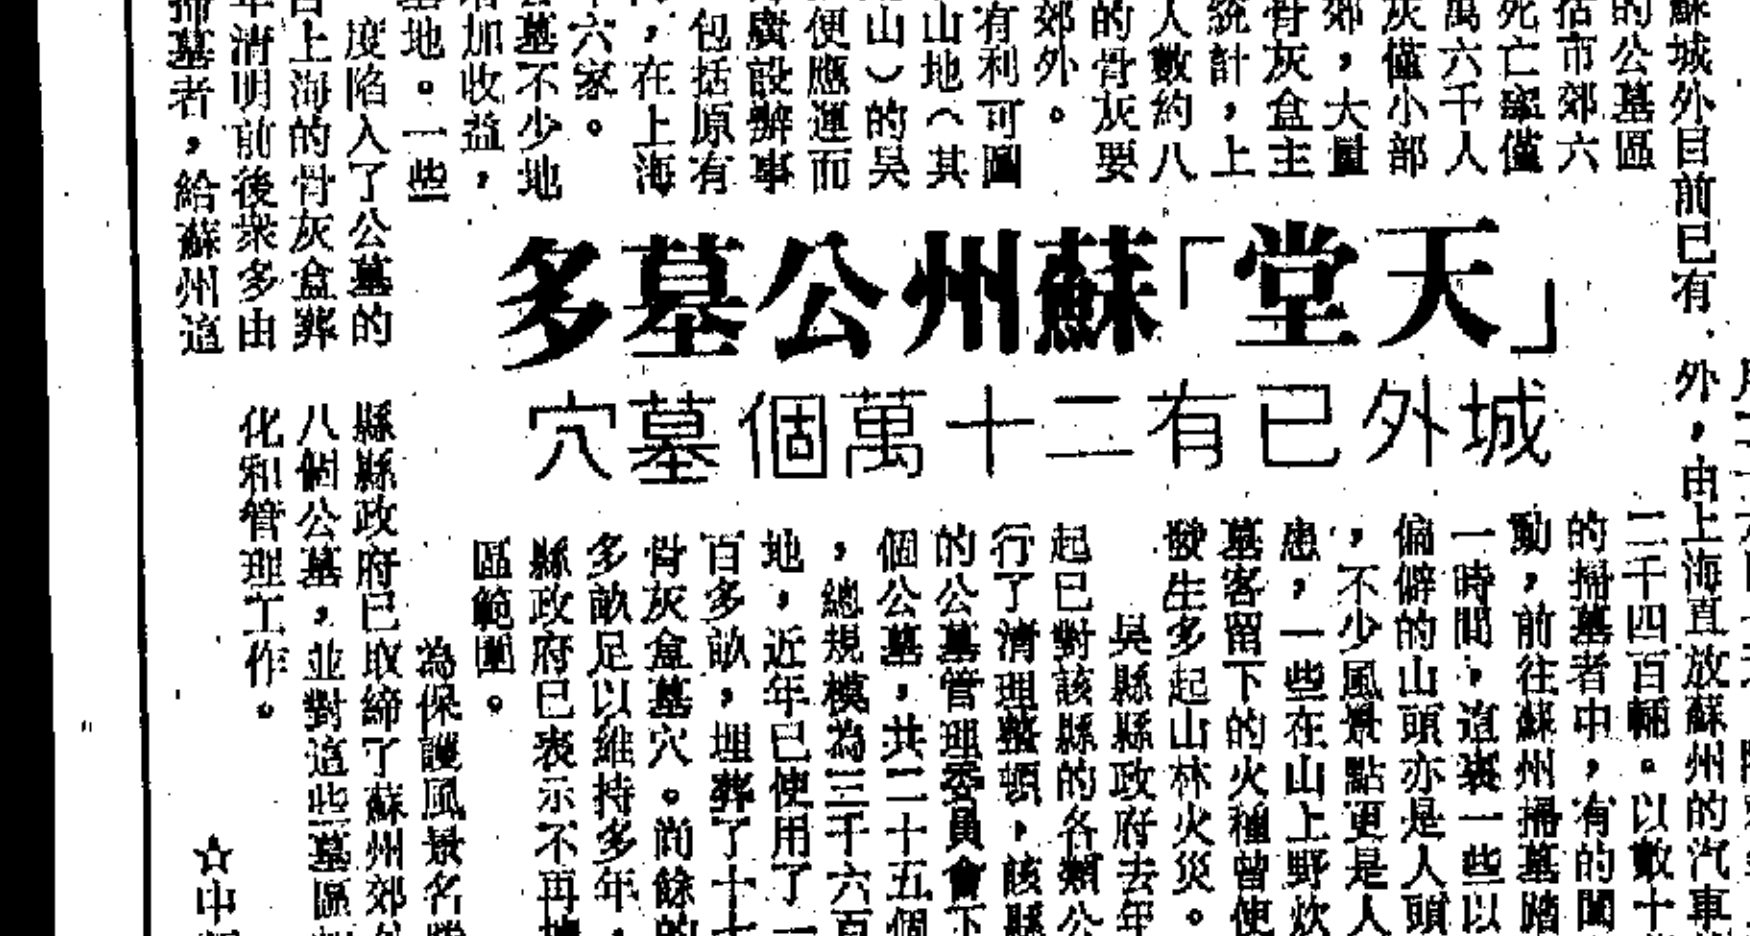 蘇城外目前已有
的公墓區
括市郊六
死亡率僅
萬六千人
灰僅小部
郊，大量
骨灰盒主
統計，上
人數約八
的骨灰要
郊外。
有利可圖
山地（其
山）的吳
便應運而
廣設辦事
包括原有
，在上海
十六家。
公墓不少地
增加收益，
墓地。一些
度陷入了公墓的
自上海的骨灰盒葬
年清明前後衆多由
掃墓者，給蘇州這
「天堂」蘇州公墓多
城外已有二十萬個墓穴
外，由上海直放蘇州的汽車
二千四百輛。以數十
的掃墓者中，有的
動，前往蘇州掃墓踏
一時間，這裏一些以
偏僻的山頭亦是人頭
，不少風景點更是人
患，一些在山上野炊
墓客留下的火種曾使
發生多起山林火災。
吳縣縣政府去年
起已對該縣的各類公
行了清理整頓，該縣
的公墓管理委員會下
個公墓，共二十五個
，總規模為三千六百
地，近年已使用了一
百多畝，埋葬了十
骨灰盒墓穴。尚餘的
多畝足以維持多年，
縣政府已表示不再擴
區範圍。
為保護風景名勝
縣縣政府已取締了蘇州郊外
八個公墓，並對這些墓區
化和管理工作。
☆中